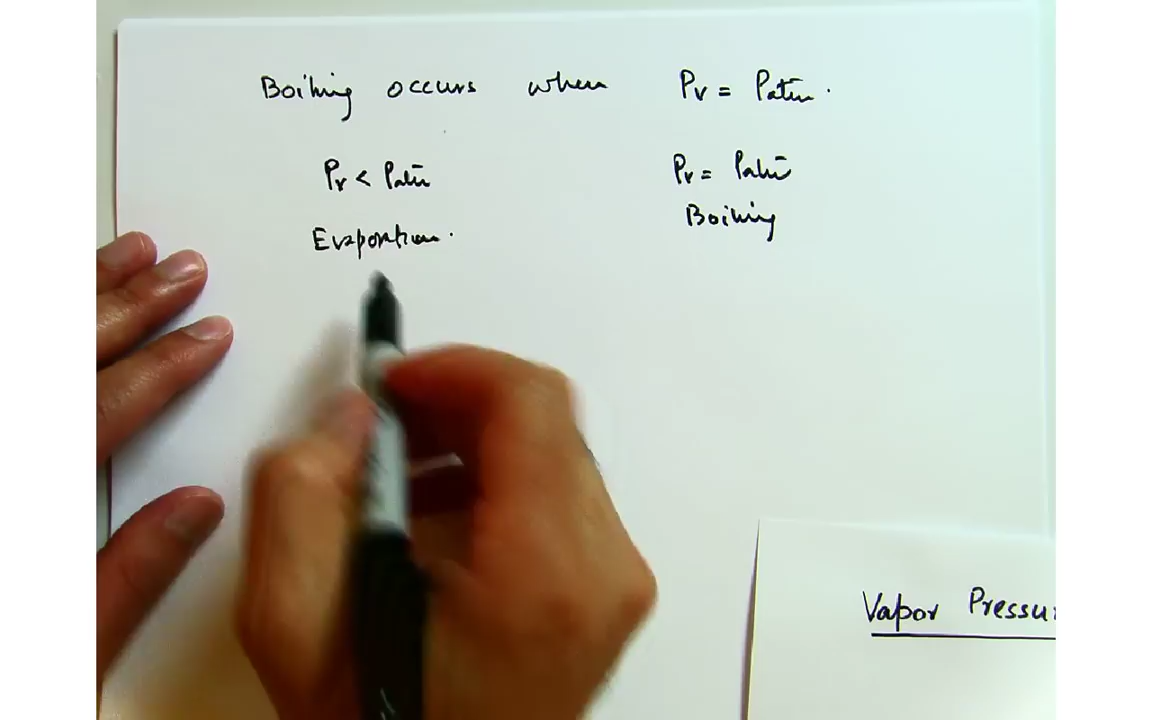 Boiling occurs when Pv = Patm.
Pv < Patm
Evaporation.
Pv = Patm
Boiling
Vapor Pressu